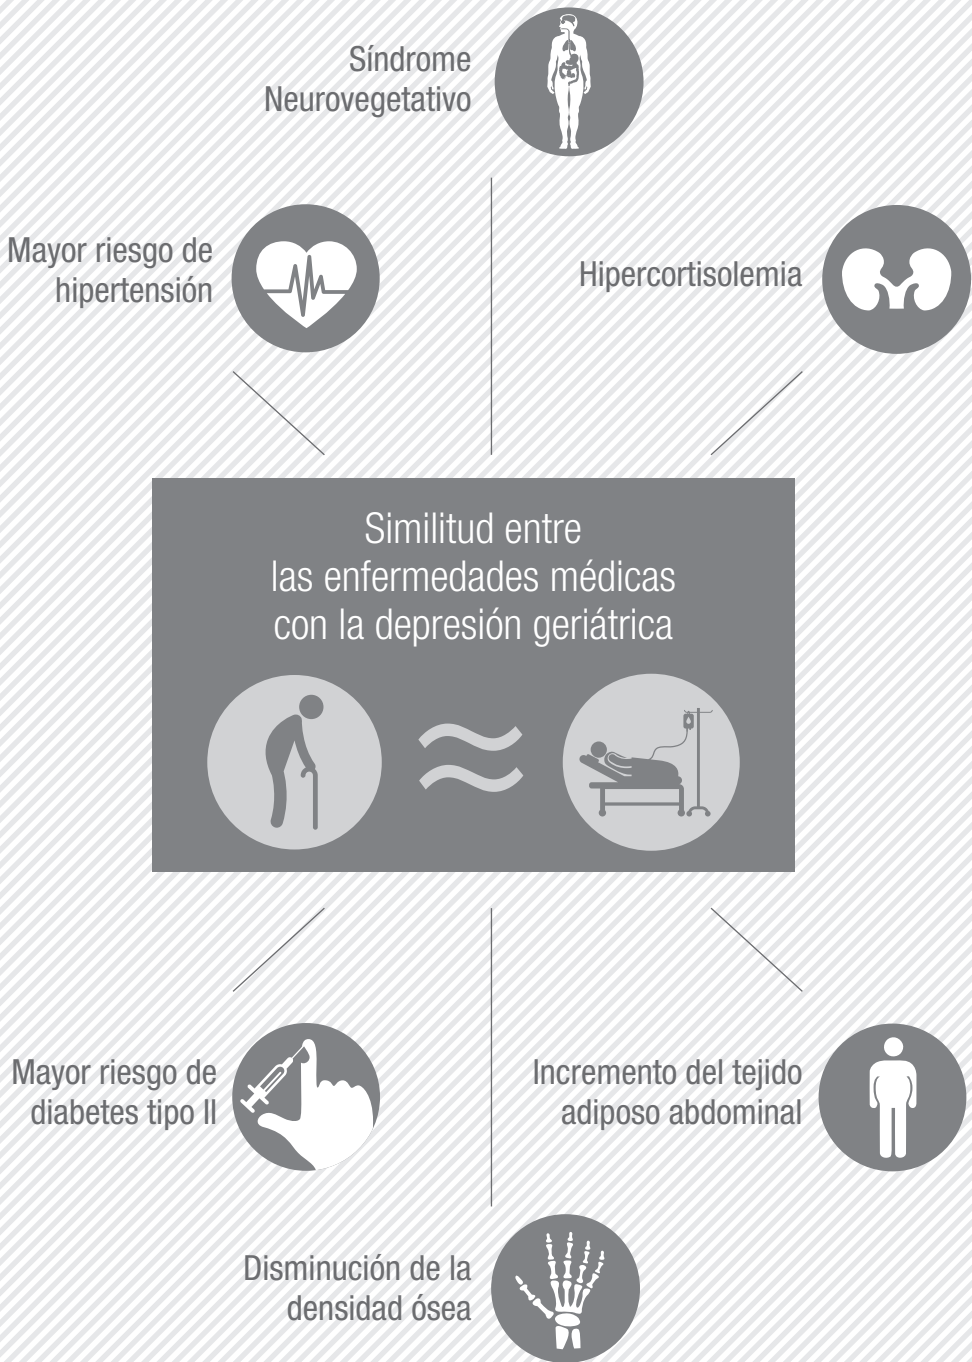 Síndrome
Neurovegetativo
Mayor riesgo de
hipertensión
Hipercortisolemia
Similitud entre
las enfermedades médicas
con la depresión geriátrica
Mayor riesgo de
diabetes tipo II
Incremento del tejido
adiposo abdominal
Disminución de la
densidad ósea